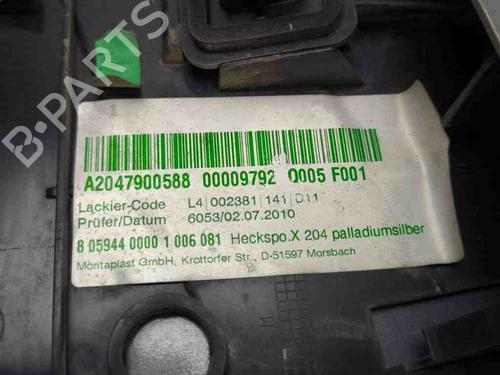 B-PARTS
A2047900588 00009792 0005 F001
Lackier-Code L4|002381|141|D11
Prüfer/Datum 6053/02.07.2010
8 05944 0000 1 006 081 Heckspo.X 204 palladiumsilber
Montaplast GmbH, Krottorfer Str., D-51597 Morsbach